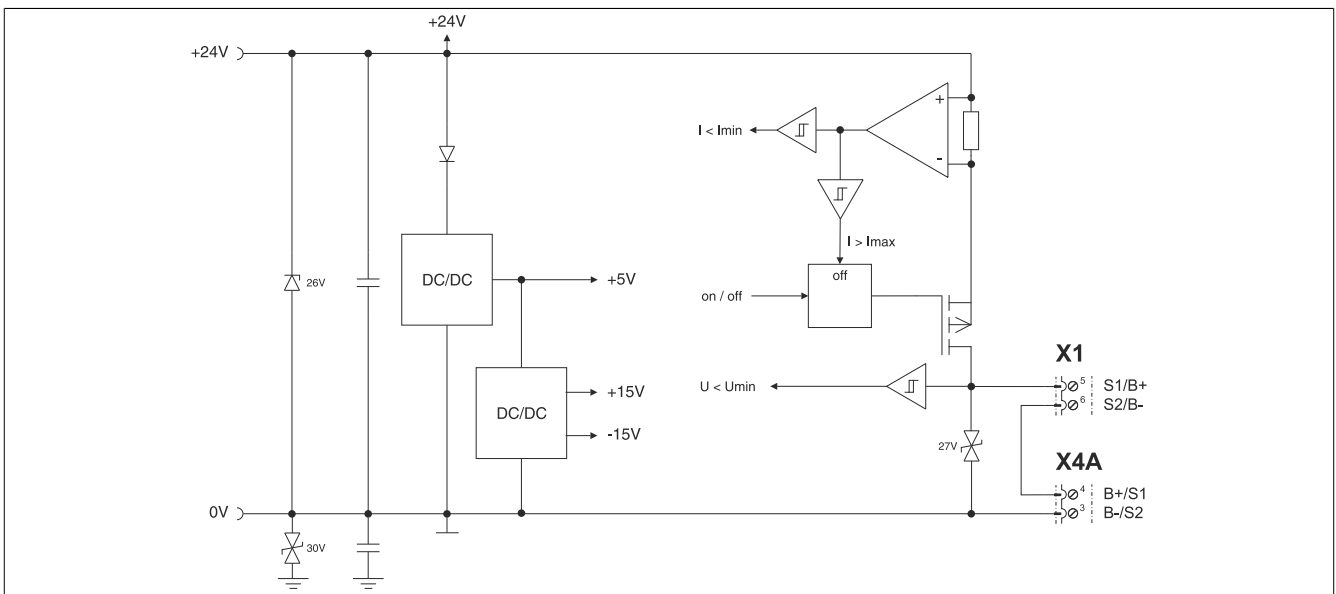 +24V
+24V
+
I < Imin
-
I > Imax
26V
DC/DC
+5V
off
on / off
X1
U < Umin
5 S1/B+
6 S2/B-
+15V
DC/DC
-15V
27V
X4A
4 B+/S1
0V
3 B-/S2
30V